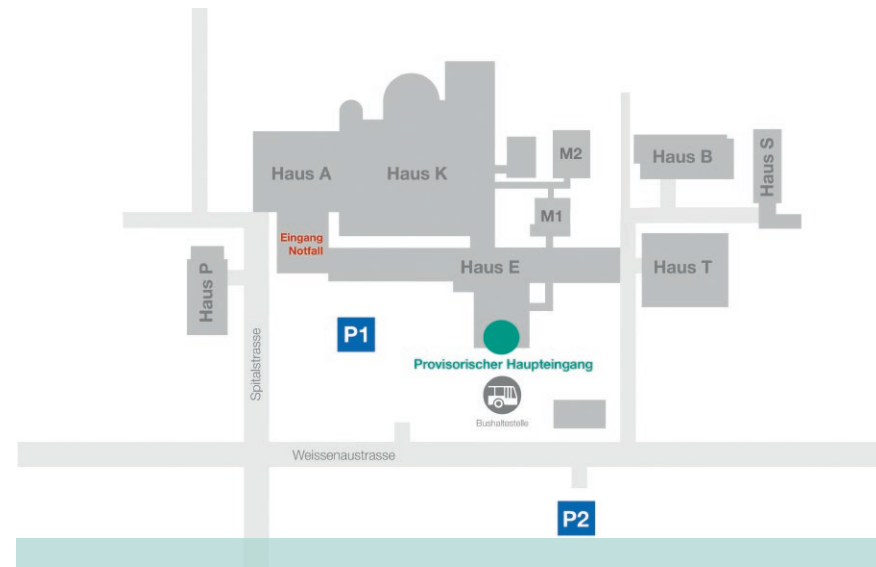 M2
Haus B
Haus S
Haus A
Haus K
M1
Eingang
Notfall
Haus E
Haus T
Haus P
P1
Spitalstrasse
Provisorischer Haupteingang
Bushaltestelle
Weissenaustrasse
P2